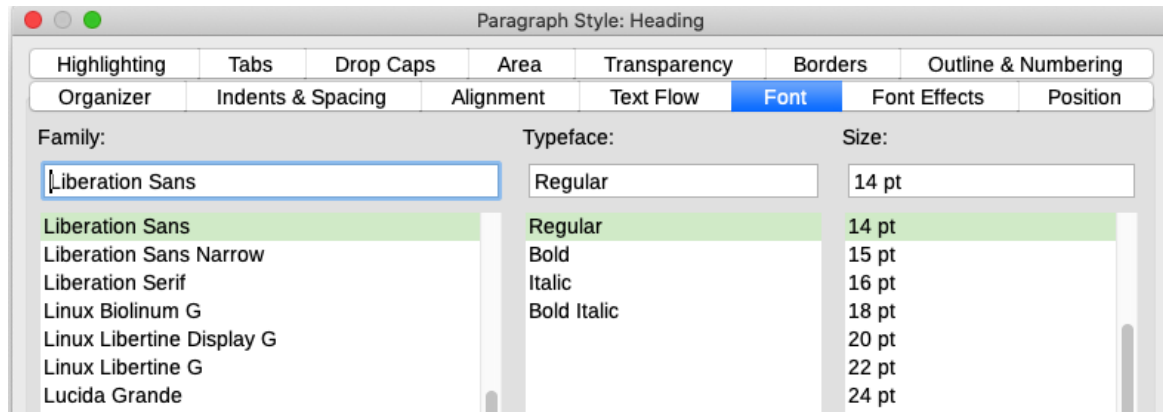 Paragraph Style: Heading
Highlighting Tabs Drop Caps Area Transparency Borders Outline & Numbering
Organizer Indents & Spacing Alignment Text Flow Font Font Effects Position
Family: Typeface: Size:
Liberation Sans Regular 14 pt
Liberation Sans Regular 14 pt
Liberation Sans Narrow Bold 15 pt
Liberation Serif Italic 16 pt
Linux Biolinum G Bold Italic 18 pt
Linux Libertine Display G 20 pt
Linux Libertine G 22 pt
Lucida Grande 24 pt